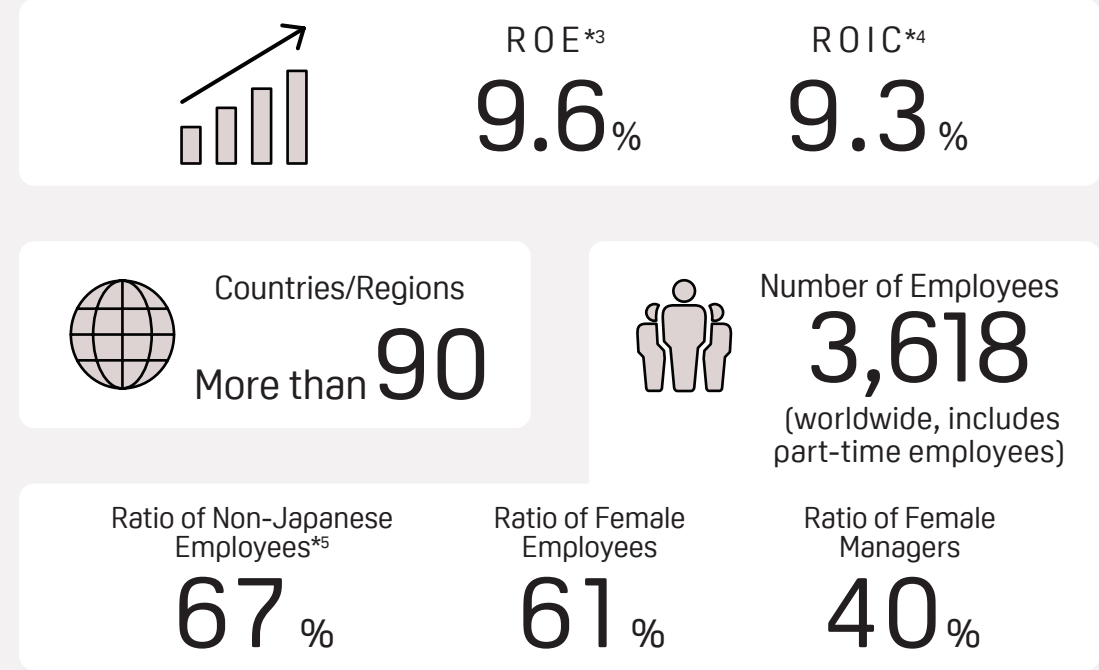 ROE*3
9.6%
ROIC*4
9.3%
Countries/Regions
More than 90
Number of Employees
3,618
(worldwide, includes
part-time employees)
Ratio of Non-Japanese
Employees*5
67%
Ratio of Female
Employees
61%
Ratio of Female
Managers
40%